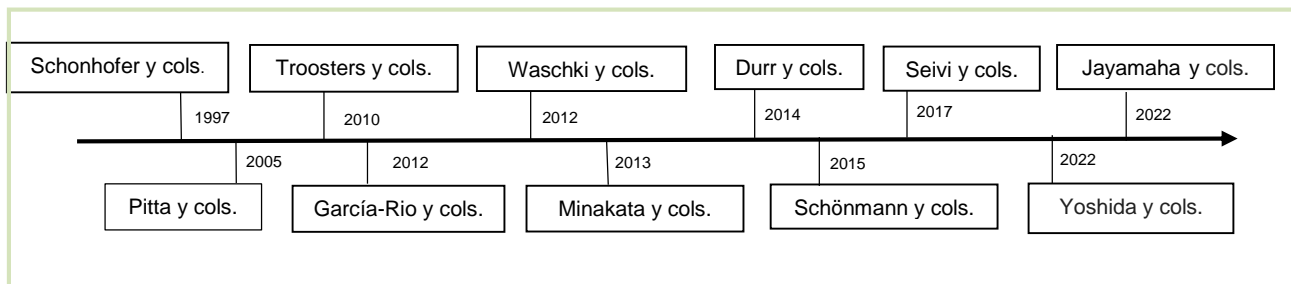 Schonhofer y cols.
Troosters y cols.
Waschki y cols.
Durr y cols.
Seivi y cols.
Jayamaha y cols.
1997
2010
2012
2014
2017
2022
2005
2012
2013
2015
2022
Pitta y cols.
García-Rio y cols.
Minakata y cols.
Schönmann y cols.
Yoshida y cols.